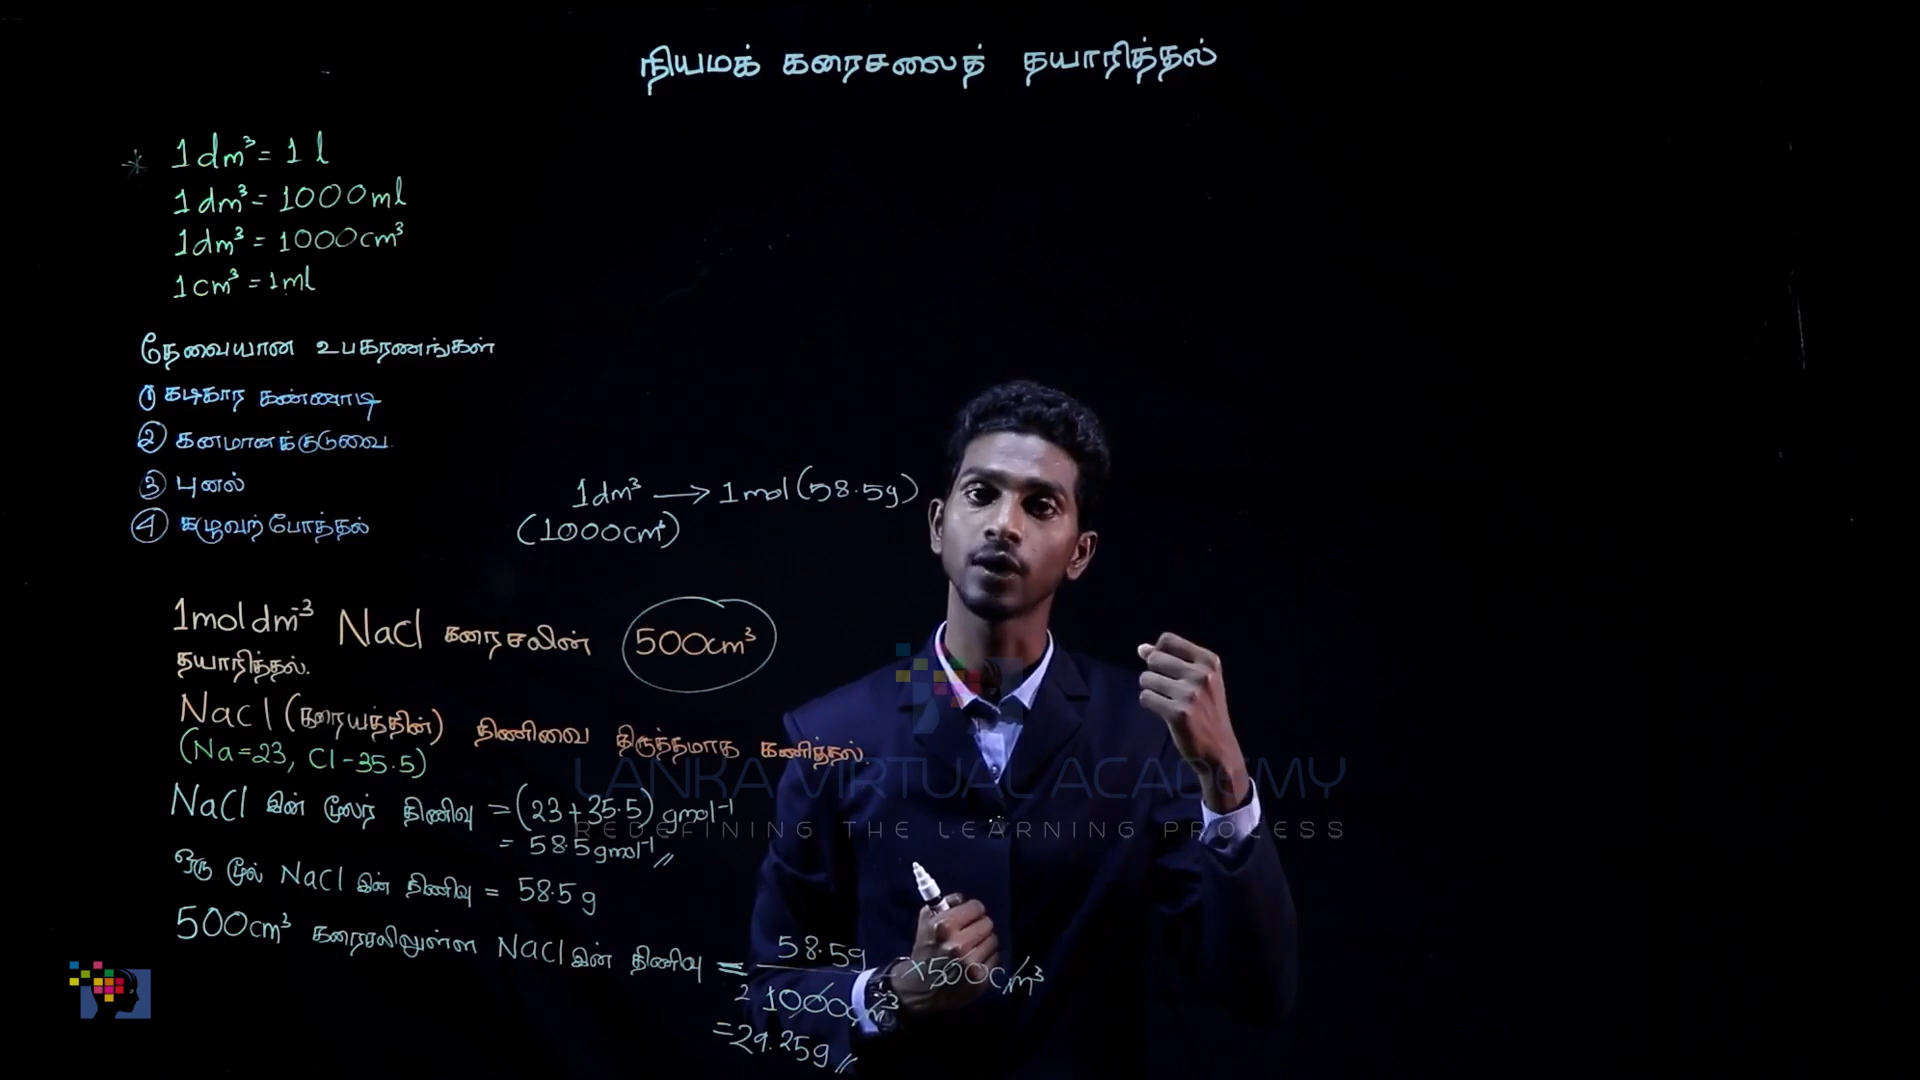 நியமக் கரைசலைத் தயாரித்தல்
* 1dm³ = 1 l
1dm³ = 1000ml
1dm³ = 1000cm³
1cm³ = 1ml
தேவையான உபகரணங்கள்
① கடிகார கண்ணாடி
② கனமானக்குடுவை.
③ புனல்
④ கழுவற்போத்தல்
1dm³ → 1mol(58.5g)
(1000cm³)
1moldm⁻³ NaCl கரைசலின் 500cm³
தயாரித்தல்.
NaCl (கரையத்தின்) திணிவை திருத்தமாக கணித்தல்.
(Na=23, Cl-35.5)
NaCl இன் மூலர் திணிவு = (23+35.5) gmol⁻¹
= 58.5gmol⁻¹//
ஒரு மூல் NaCl இன் திணிவு = 58.5g
500cm³ கரைசலிலுள்ள NaCl இன் திணிவு = 58.5g ×500cm³
2 1000cm³
=29.25g//
LANKA VIRTUAL ACADEMY
REDEFINING THE LEARNING PROCESS